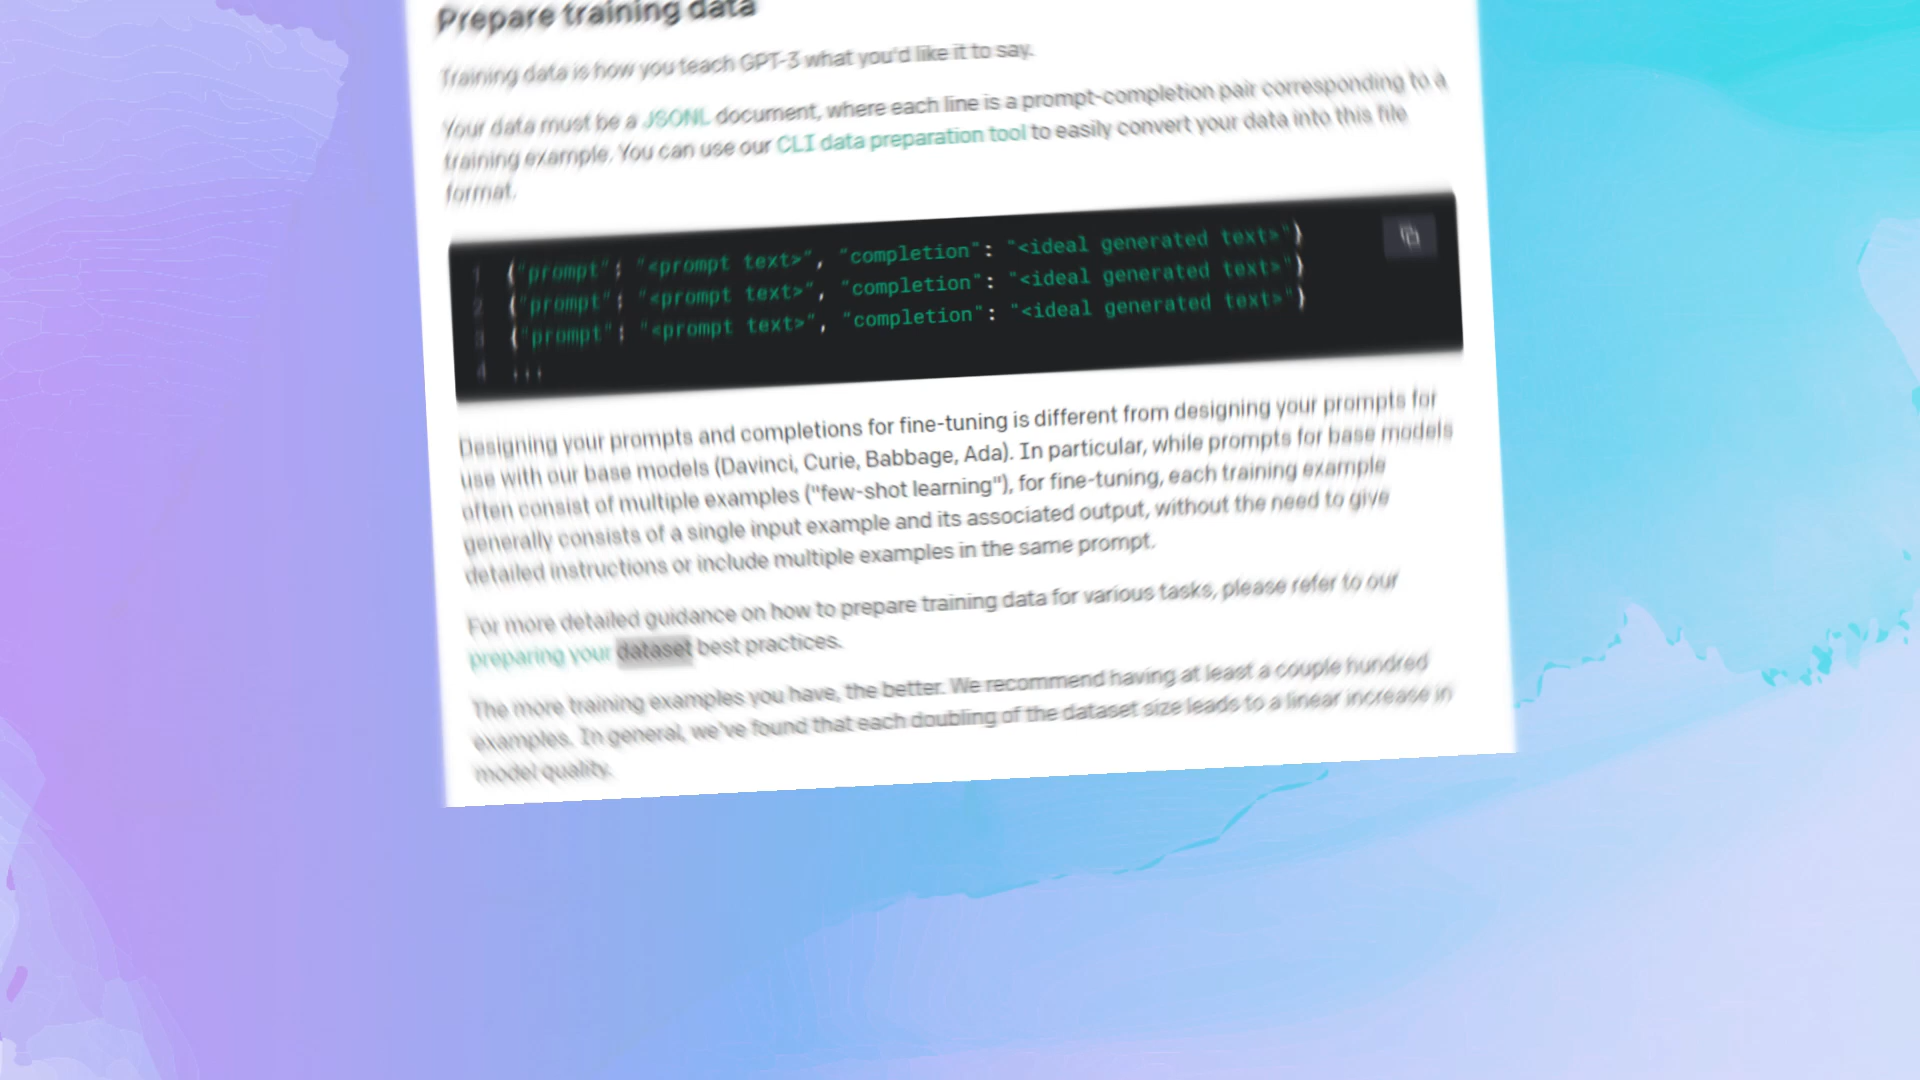 Prepare training data
Training data is how you teach GPT-3 what you'd like it to say.
Your data must be a JSONL document, where each line is a prompt-completion pair corresponding to a
training example. You can use our CLI data preparation tool to easily convert your data into this file
format.
1 {"prompt": "<prompt text>", "completion": "<ideal generated text>"}
2 {"prompt": "<prompt text>", "completion": "<ideal generated text>"}
3 {"prompt": "<prompt text>", "completion": "<ideal generated text>"}
4 ...
Designing your prompts and completions for fine-tuning is different from designing your prompts for
use with our base models (Davinci, Curie, Babbage, Ada). In particular, while prompts for base models
often consist of multiple examples ("few-shot learning"), for fine-tuning, each training example
generally consists of a single input example and its associated output, without the need to give
detailed instructions or include multiple examples in the same prompt.
For more detailed guidance on how to prepare training data for various tasks, please refer to our
preparing your dataset best practices.
The more training examples you have, the better. We recommend having at least a couple hundred
examples. In general, we've found that each doubling of the dataset size leads to a linear increase in
model quality.